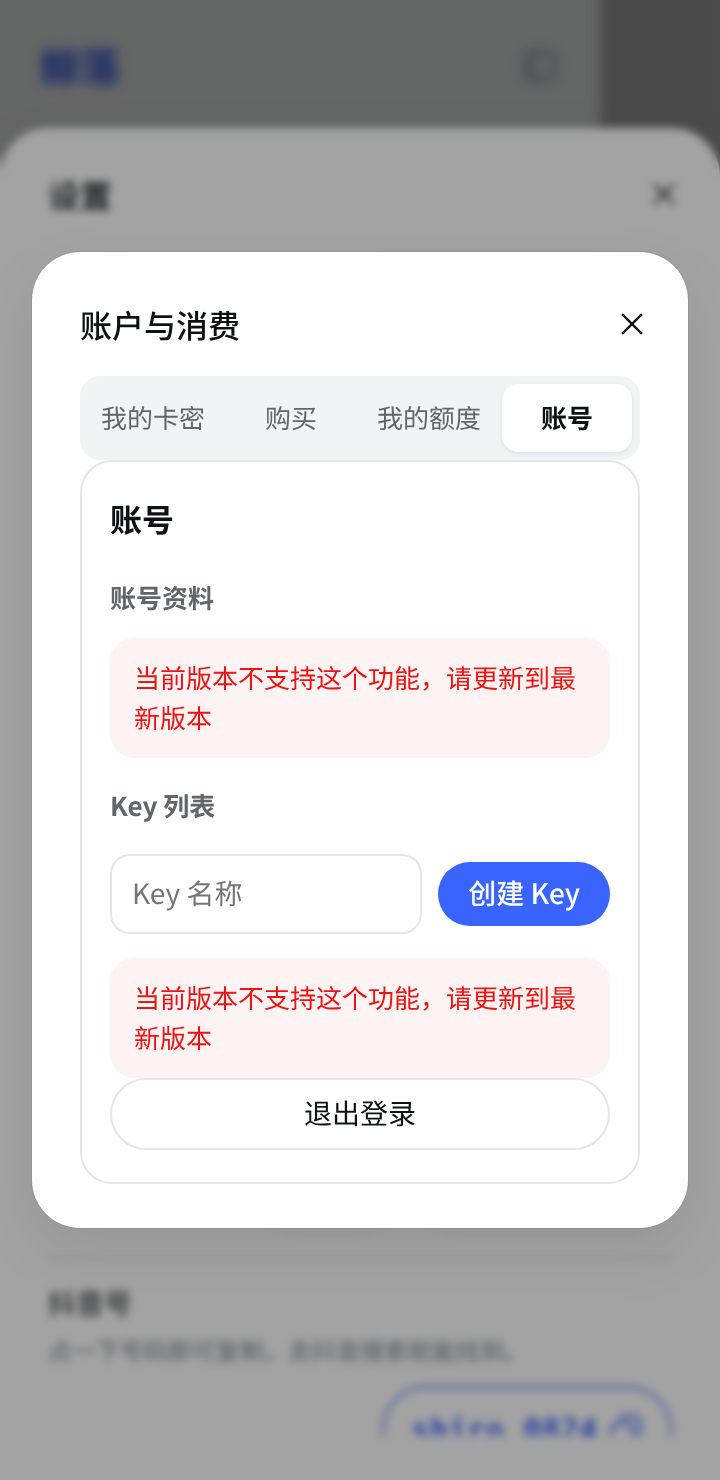 设置
账户与消费
我的卡密 购买 我的额度 账号
账号
账号资料
当前版本不支持这个功能，请更新到最
新版本
Key 列表
Key 名称 创建 Key
当前版本不支持这个功能，请更新到最
新版本
退出登录
抖音号